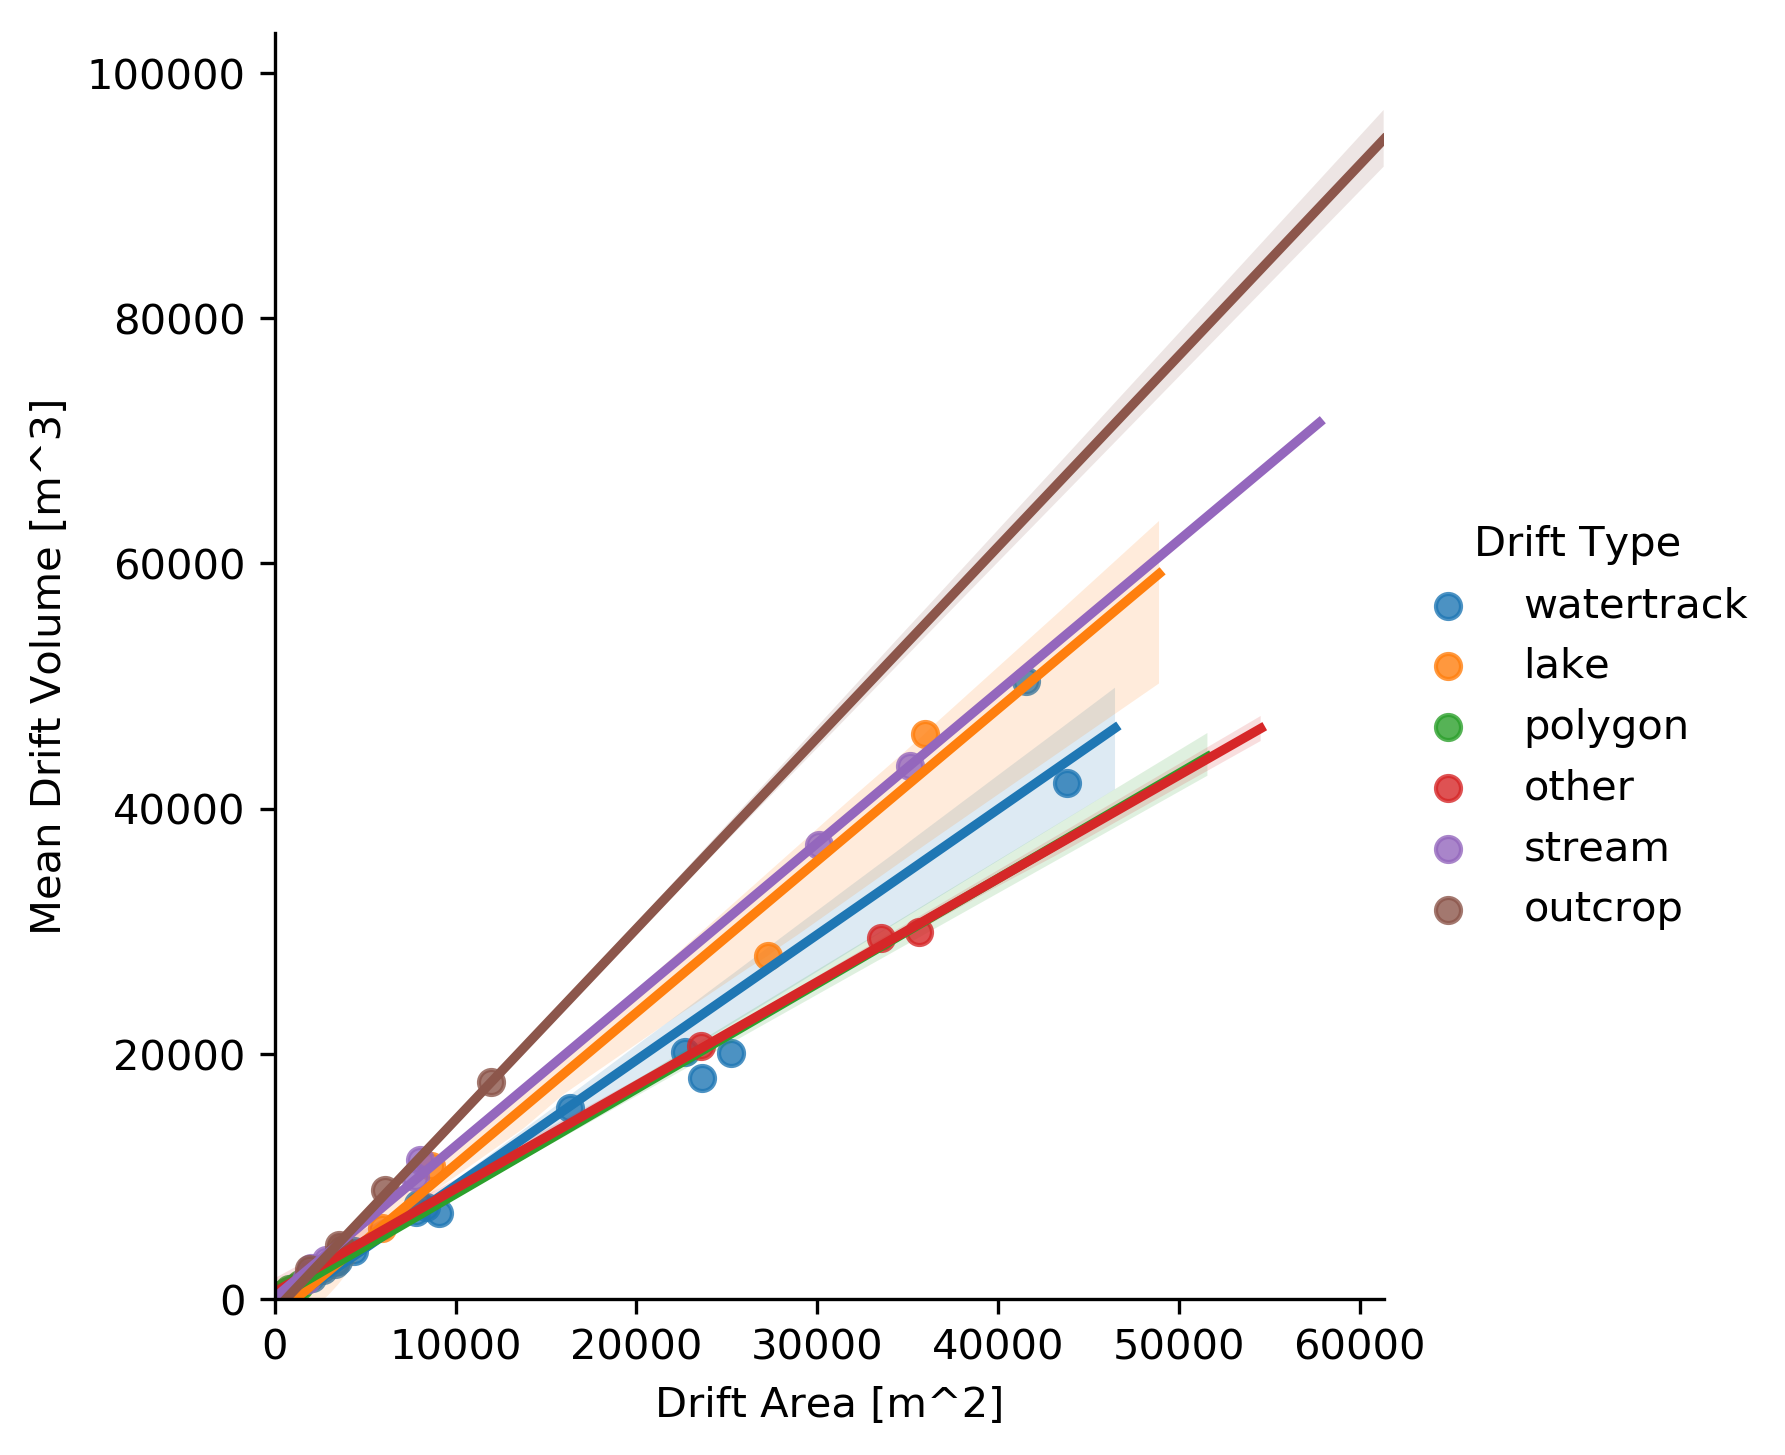 100000
80000
60000
40000
20000
0
Mean Drift Volume [m^3]
0 10000 20000 30000 40000 50000 60000
Drift Area [m^2]
Drift Type
watertrack
lake
polygon
other
stream
outcrop